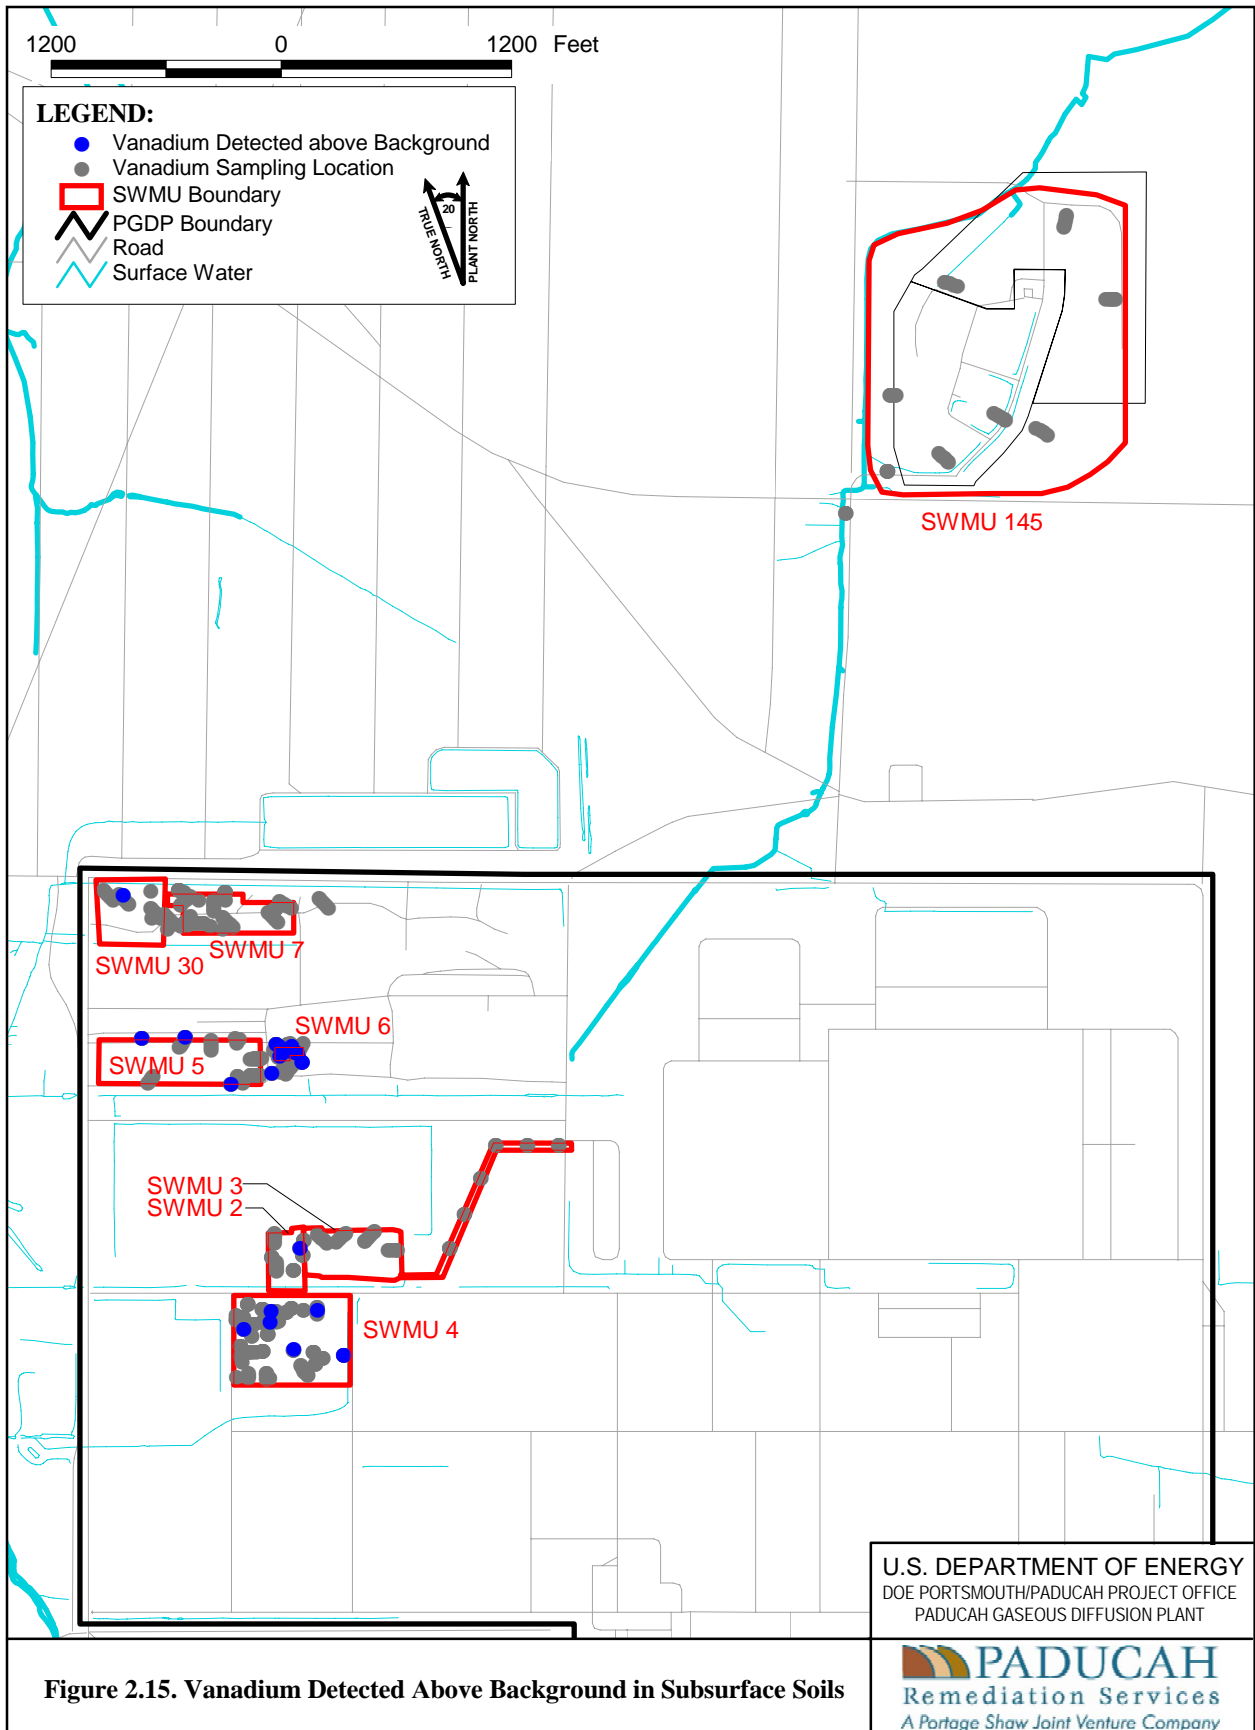 1200 0 1200 Feet
LEGEND:
Vanadium Detected above Background
Vanadium Sampling Location
SWMU Boundary
PGDP Boundary
Road
Surface Water
20
TRUE NORTH
PLANT NORTH
SWMU 145
SWMU 30
SWMU 7
SWMU 6
SWMU 5
SWMU 3
SWMU 2
SWMU 4
U.S. DEPARTMENT OF ENERGY
DOE PORTSMOUTH/PADUCAH PROJECT OFFICE
PADUCAH GASEOUS DIFFUSION PLANT
Figure 2.15. Vanadium Detected Above Background in Subsurface Soils
PADUCAH
Remediation Services
A Portage Shaw Joint Venture Company